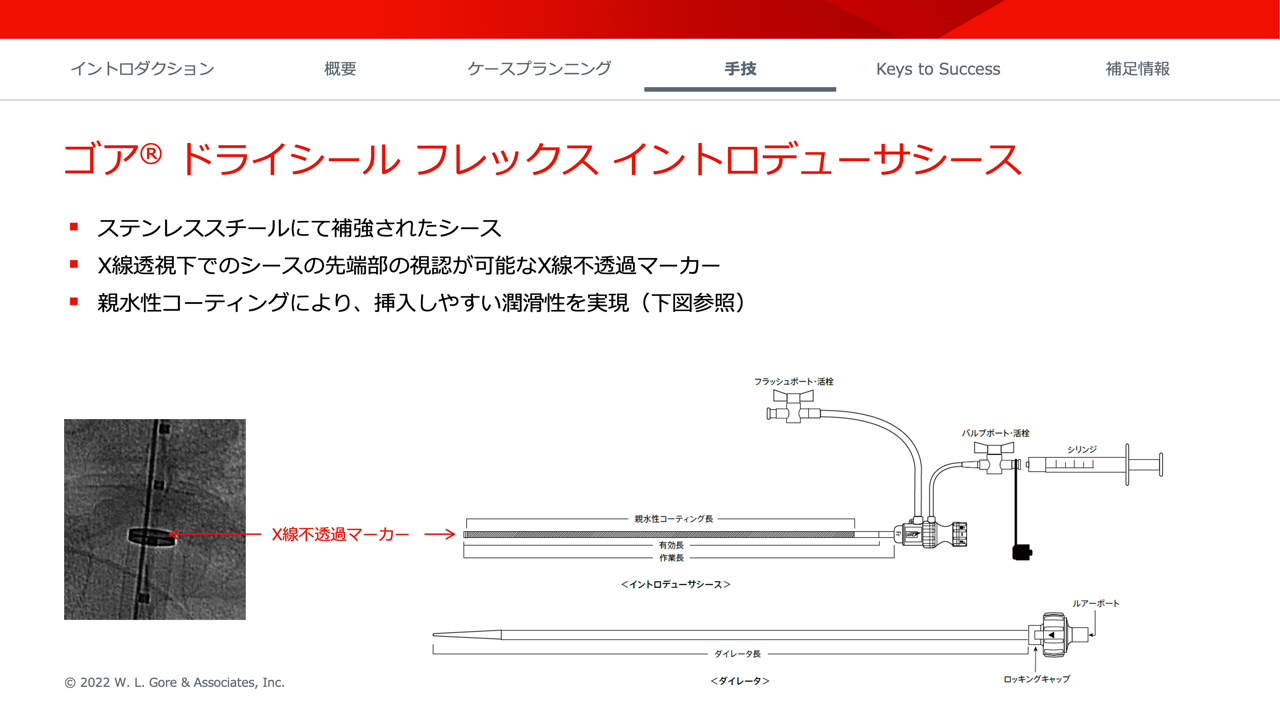 イントロダクション
概要
ケースプランニング
手技
Keys to Success
補足情報
ゴア® ドライシール フレックス イントロデューサシース
▪ ステンレススチールにて補強されたシース
▪ X線透視下でのシースの先端部の視認が可能なX線不透過マーカー
▪ 親水性コーティングにより、挿入しやすい潤滑性を実現（下図参照）
フラッシュポート・活栓
バルブポート・活栓
シリンジ
親水性コーティング長
X線不透過マーカー
有効長
作業長
＜イントロデューサシース＞
ルアーポート
ダイレータ長
ロッキングキャップ
＜ダイレータ＞
© 2022 W. L. Gore & Associates, Inc.